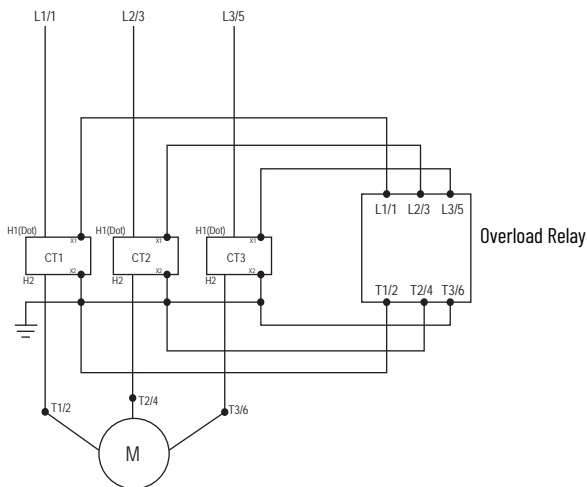 L1/1 L2/3 L3/5
L1/1 L2/3 L3/5
Overload Relay
H1(Dot) X1 H1(Dot) X1 H1(Dot) X1
CT1 CT2 CT3
X2 X2 X2
H2 H2 H2
T1/2 T2/4 T3/6
T1/2 T2/4 T3/6
M